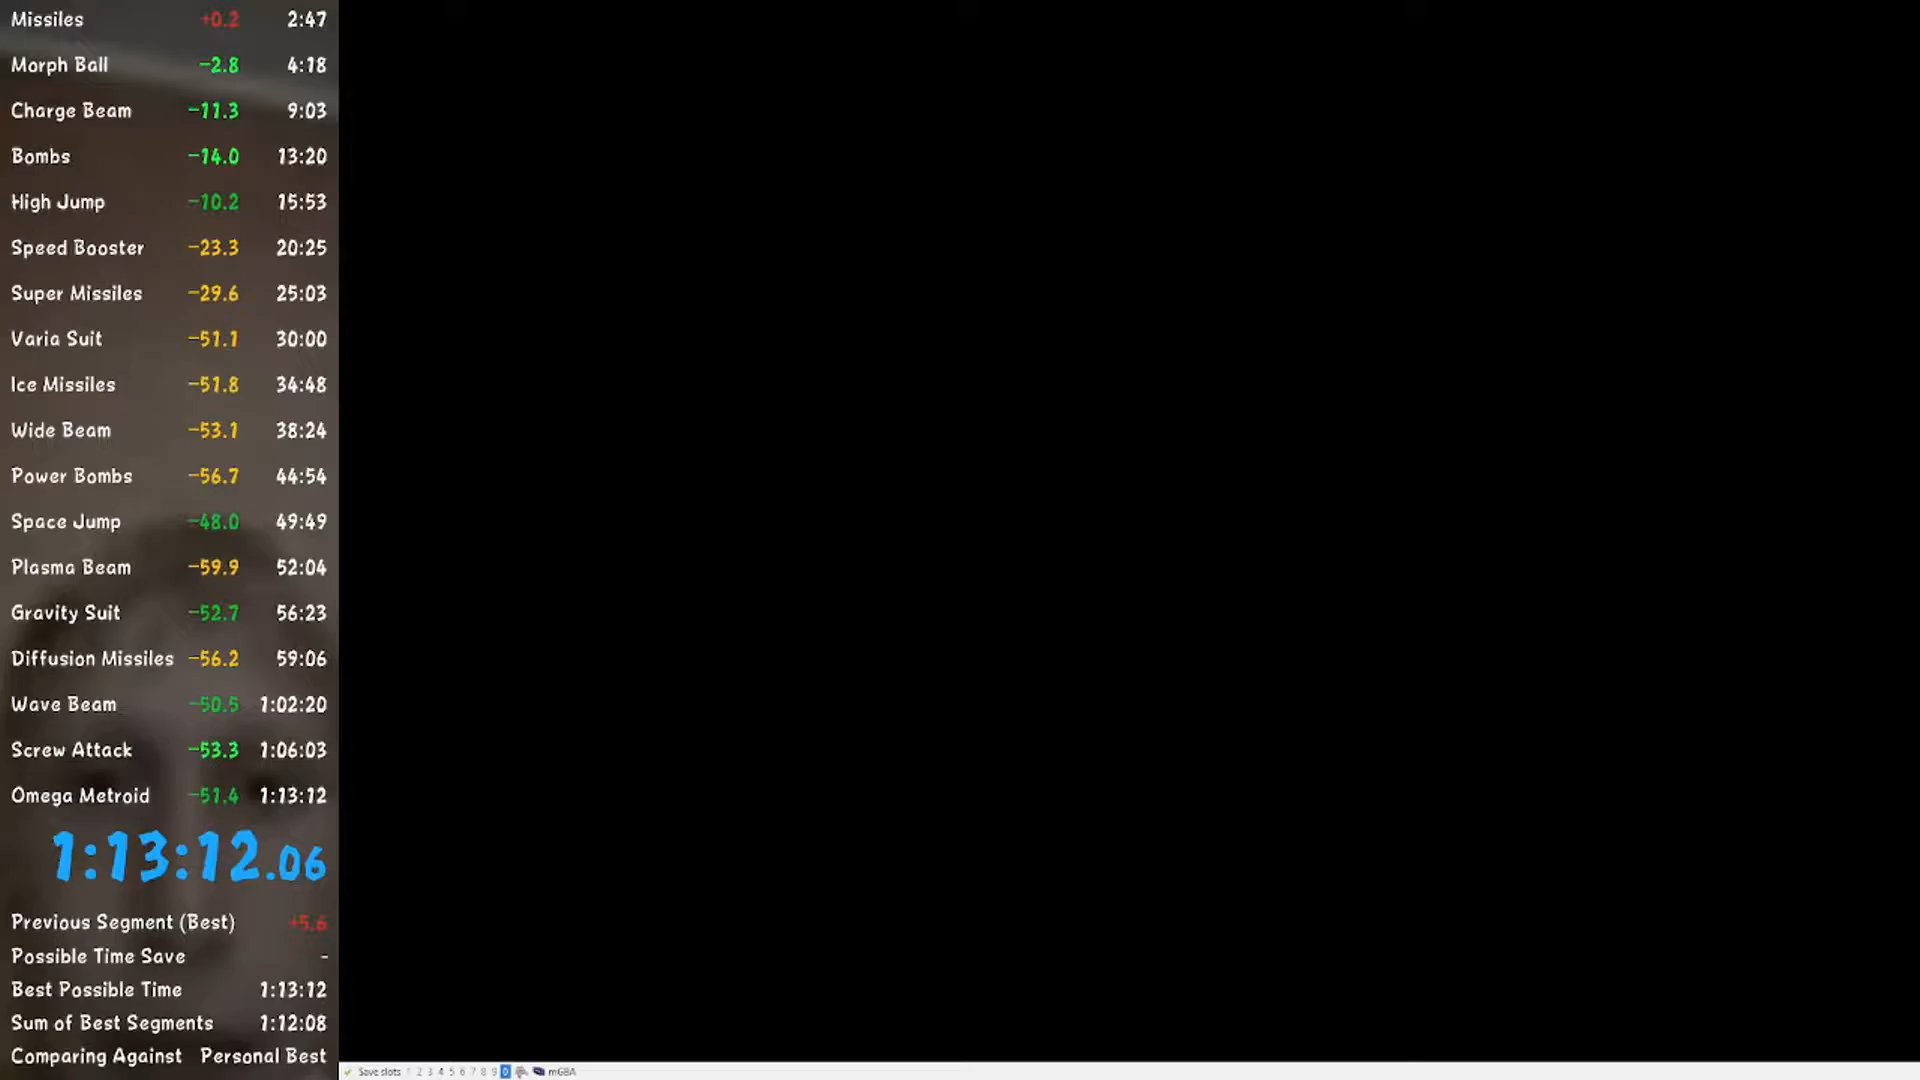 Missiles +0.2 2:47
Morph Ball −2.8 4:18
Charge Beam −11.3 9:03
Bombs −14.0 13:20
High Jump −10.2 15:53
Speed Booster −23.3 20:25
Super Missiles −29.6 25:03
Varia Suit −51.1 30:00
Ice Missiles −51.8 34:48
Wide Beam −53.1 38:24
Power Bombs −56.7 44:54
Space Jump −48.0 49:49
Plasma Beam −59.9 52:04
Gravity Suit −52.7 56:23
Diffusion Missiles −56.2 59:06
Wave Beam −50.5 1:02:20
Screw Attack −53.3 1:06:03
Omega Metroid −51.4 1:13:12
1:13:12.06
Previous Segment (Best) +5.6
Possible Time Save -
Best Possible Time 1:13:12
Sum of Best Segments 1:12:08
Comparing Against Personal Best
Save slots 1 2 3 4 5 6 7 8 9 0 mGBA